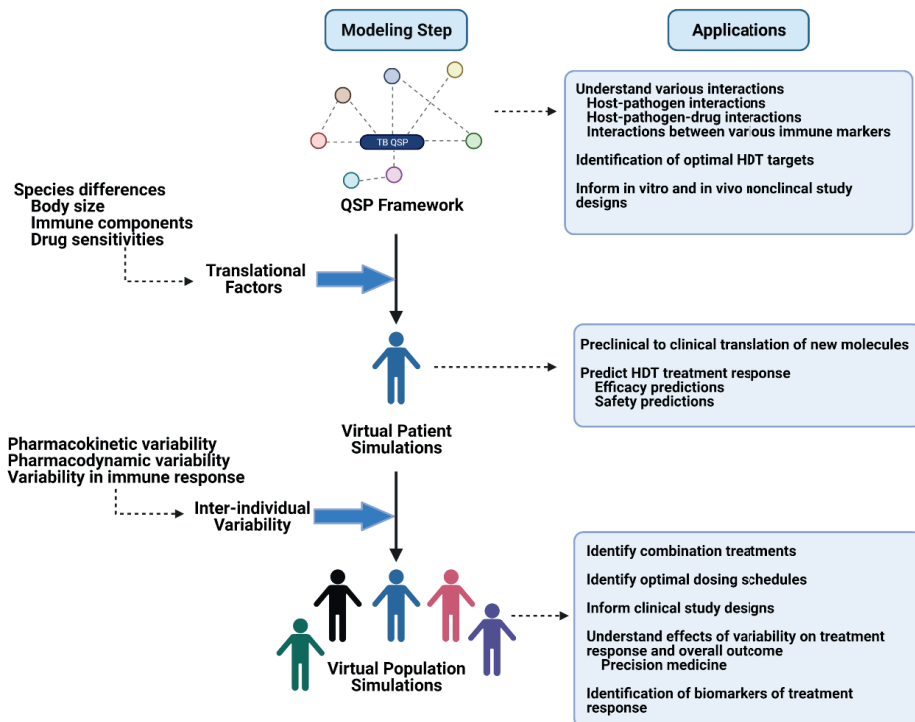 Modeling Step
Applications
TB QSP
QSP Framework
Understand various interactions
Host-pathogen interactions
Host-pathogen-drug interactions
Interactions between various immune markers
Identification of optimal HDT targets
Inform in vitro and in vivo nonclincal study
designs
Species differences
Body size
Immune components
Drug sensitivities
Translational
Factors
Virtual Patient
Simulations
Preclinical to clinical translation of new molecules
Predict HDT treatment response
Efficacy predictions
Safety predictions
Pharmacokinetic variability
Pharmacodynamic variability
Variability in immune response
Inter-individual
Variability
Virtual Population
Simulations
Identify combination treatments
Identify optimal dosing schedules
Inform clinical study designs
Understand effects of variability on treatment
response and overall outcome
Precision medicine
Identification of biomarkers of treatment
response